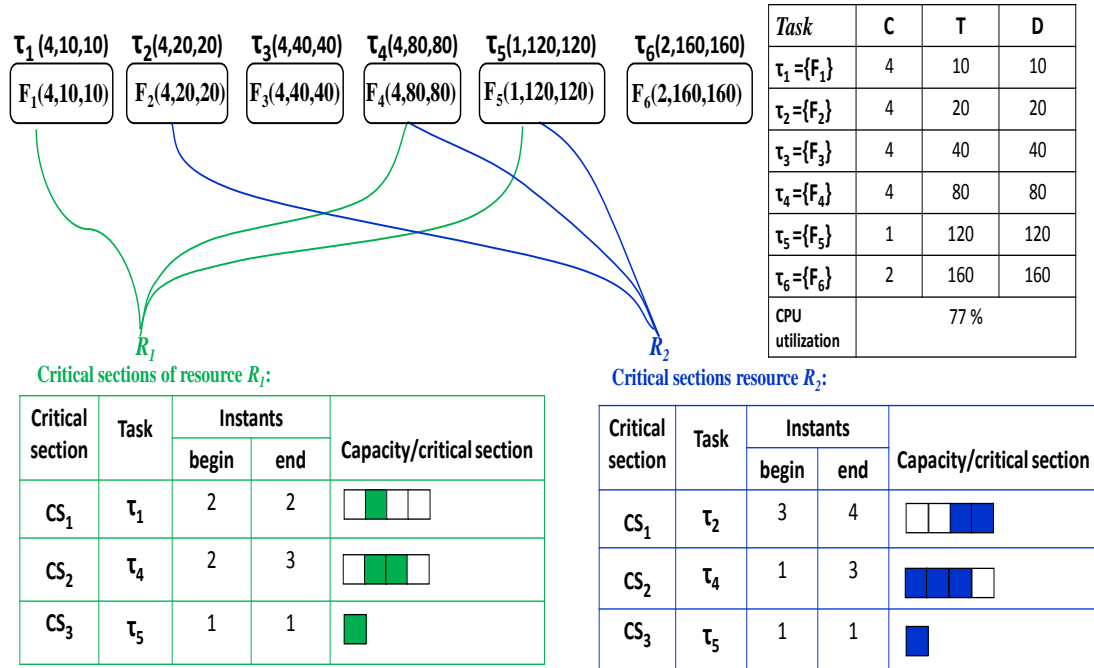 τ1 (4,10,10) τ2(4,20,20) τ3(4,40,40) τ4(4,80,80) τ5(1,120,120) τ6(2,160,160)
F1(4,10,10) F2(4,20,20) F3(4,40,40) F4(4,80,80) F5(1,120,120) F6(2,160,160)
Task C T D
τ1 ={F1} 4 10 10
τ2={F2} 4 20 20
τ3={F3} 4 40 40
τ4={F4} 4 80 80
τ5={F5} 1 120 120
τ6={F6} 2 160 160
CPU utilization 77 %
R1
R2
Critical sections of resource R1:
Critical section Task Instants Capacity/critical section
begin end
CS1 τ1 2 2
CS2 τ4 2 3
CS3 τ5 1 1
Critical sections resource R2:
Critical section Task Instants Capacity/critical section
begin end
CS1 τ2 3 4
CS2 τ4 1 3
CS3 τ5 1 1